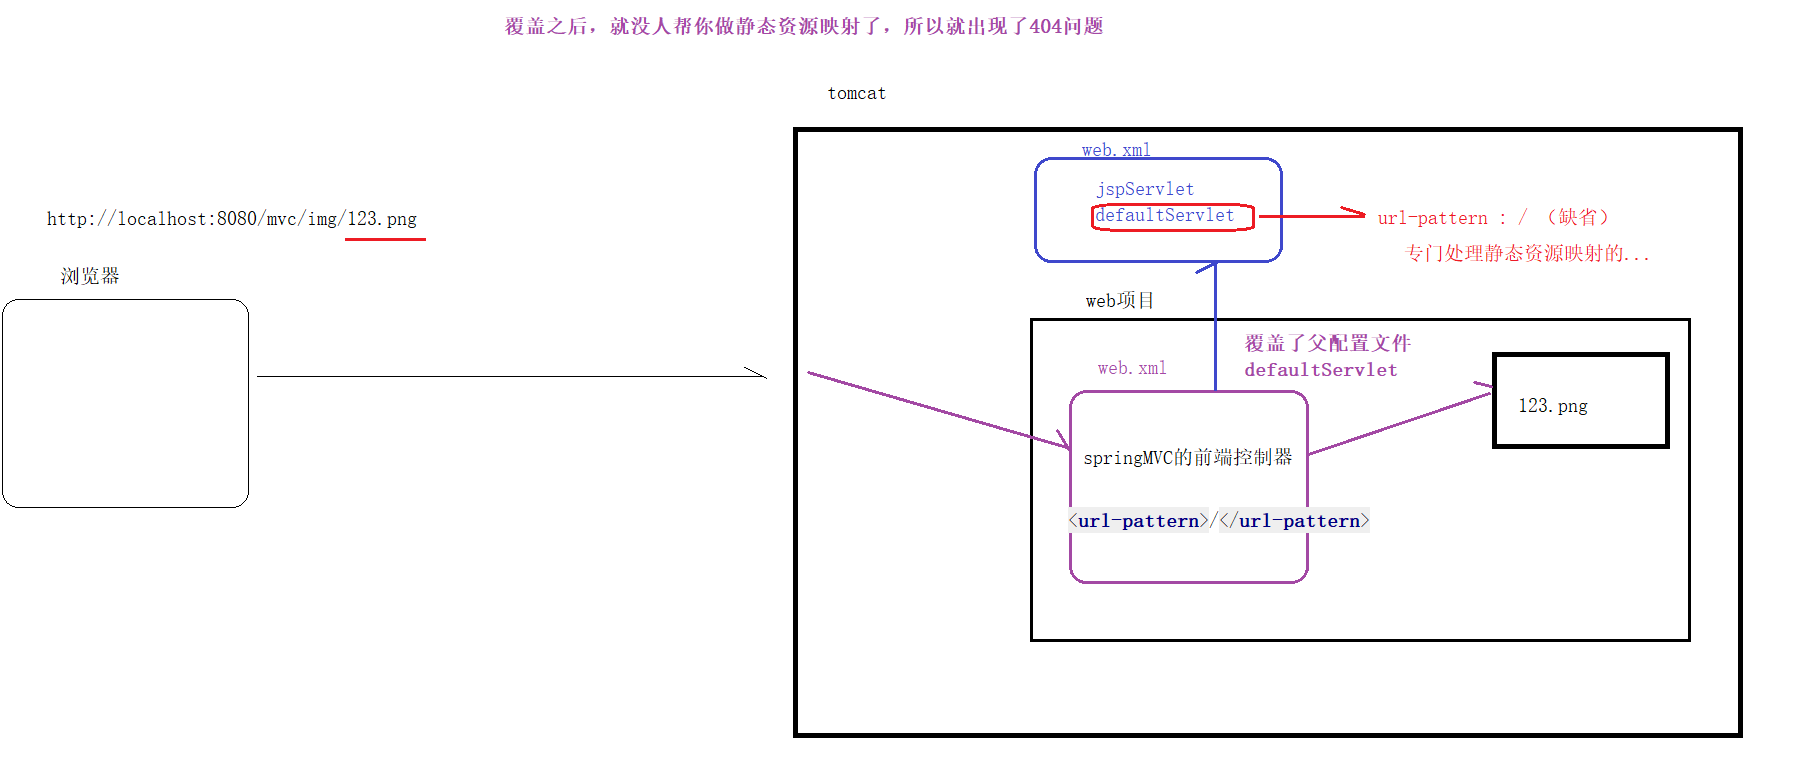 覆盖之后，就没人帮你做静态资源映射了，所以就出现了404问题
tomcat
web.xml
jspServlet
defaultServlet
url-pattern : / （缺省）
专门处理静态资源映射的...
http://localhost:8080/mvc/img/123.png
浏览器
web项目
覆盖了父配置文件
defaultServlet
web.xml
123.png
springMVC的前端控制器
<url-pattern>/</url-pattern>